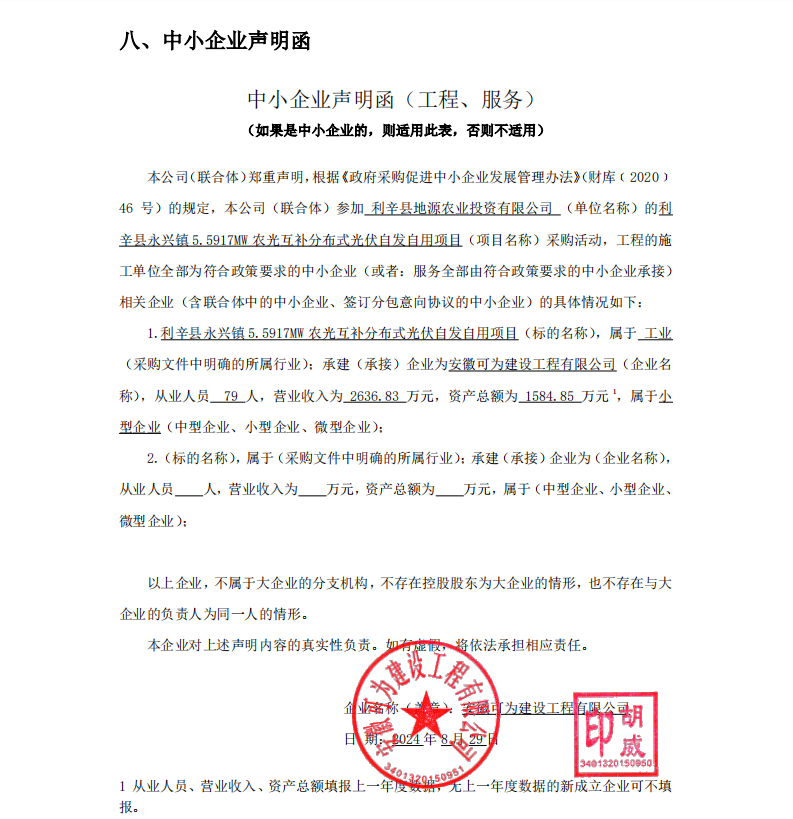 八、中小企业声明函
中小企业声明函（工程、服务）
（如果是中小企业的，则适用此表，否则不适用）
本公司（联合体）郑重声明，根据《政府采购促进中小企业发展管理办法》（财库﹝2020﹞
46 号）的规定，本公司（联合体）参加 利辛县地源农业投资有限公司 （单位名称）的利
辛县永兴镇 5.5917MW 农光互补分布式光伏自发自用项目（项目名称）采购活动，工程的施
工单位全部为符合政策要求的中小企业（或者：服务全部由符合政策要求的中小企业承接）
相关企业（含联合体中的中小企业、签订分包意向协议的中小企业）的具体情况如下：
1.利辛县永兴镇 5.5917MW 农光互补分布式光伏自发自用项目（标的名称），属于 工业
（采购文件中明确的所属行业）；承建（承接）企业为安徽可为建设工程有限公司（企业名
称），从业人员 79 人，营业收入为 2636.83 万元，资产总额为 1584.85 万元 1，属于小
型企业（中型企业、小型企业、微型企业）；
2.（标的名称），属于（采购文件中明确的所属行业）；承建（承接）企业为（企业名称），
从业人员____人，营业收入为____万元，资产总额为____万元，属于（中型企业、小型企业、
微型企业）；
以上企业，不属于大企业的分支机构，不存在控股股东为大企业的情形，也不存在与大
企业的负责人为同一人的情形。
本企业对上述声明内容的真实性负责。如有虚假，将依法承担相应责任。
企业名称（盖章）：安徽可为建设工程有限公司
日 期：2024 年 8 月 29 日
安徽可为建设工程有限公司
3401320150951
胡威印
3401320150950
1 从业人员、营业收入、资产总额填报上一年度数据，无上一年度数据的新成立企业可不填
报。